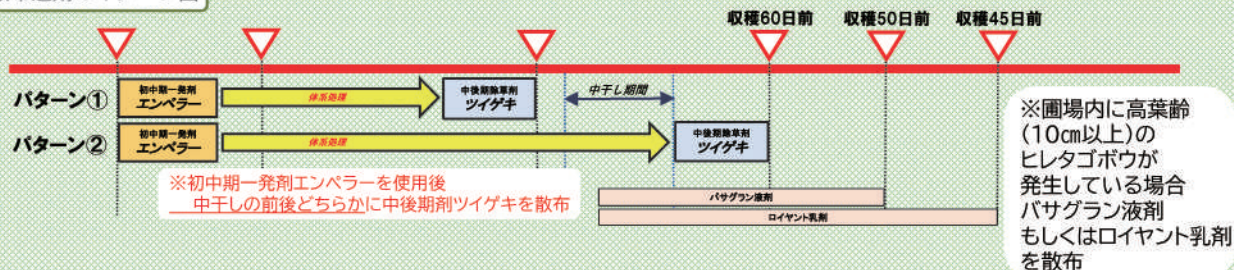 収穫60日前 収穫50日前 収穫45日前
パターン① 初中期一発剤 エンペラー 体系処理 中後期除草剤 ツイゲキ 中干し期間
パターン② 初中期一発剤 エンペラー 体系処理 中後期除草剤 ツイゲキ
※初中期一発剤エンペラーを使用後
中干しの前後どちらかに中後期剤ツイゲキを散布
バサグラン液剤
ロイヤント乳剤
※圃場内に高葉齢
(10㎝以上)の
ヒレタゴボウが
発生している場合
バサグラン液剤
もしくはロイヤント乳剤
を散布